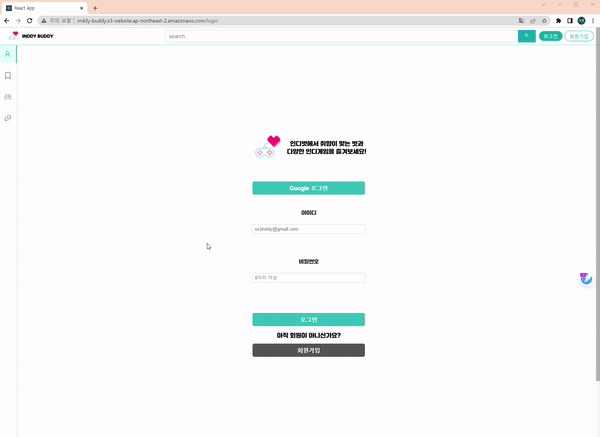 React App
주의 요함
inddy-buddy.s3-website.ap-northeast-2.amazonaws.com/login
INDDY BUDDY
search ..
로그인
회원가입
인디벗에서 취향이 맞는 벗과
다양한 인디게임을 즐겨보세요!
Google 로그인
아이디
ex)inddy@gmail.com
비밀번호
8자리 이상
로그인
아직 회원이 아니신가요?
회원가입